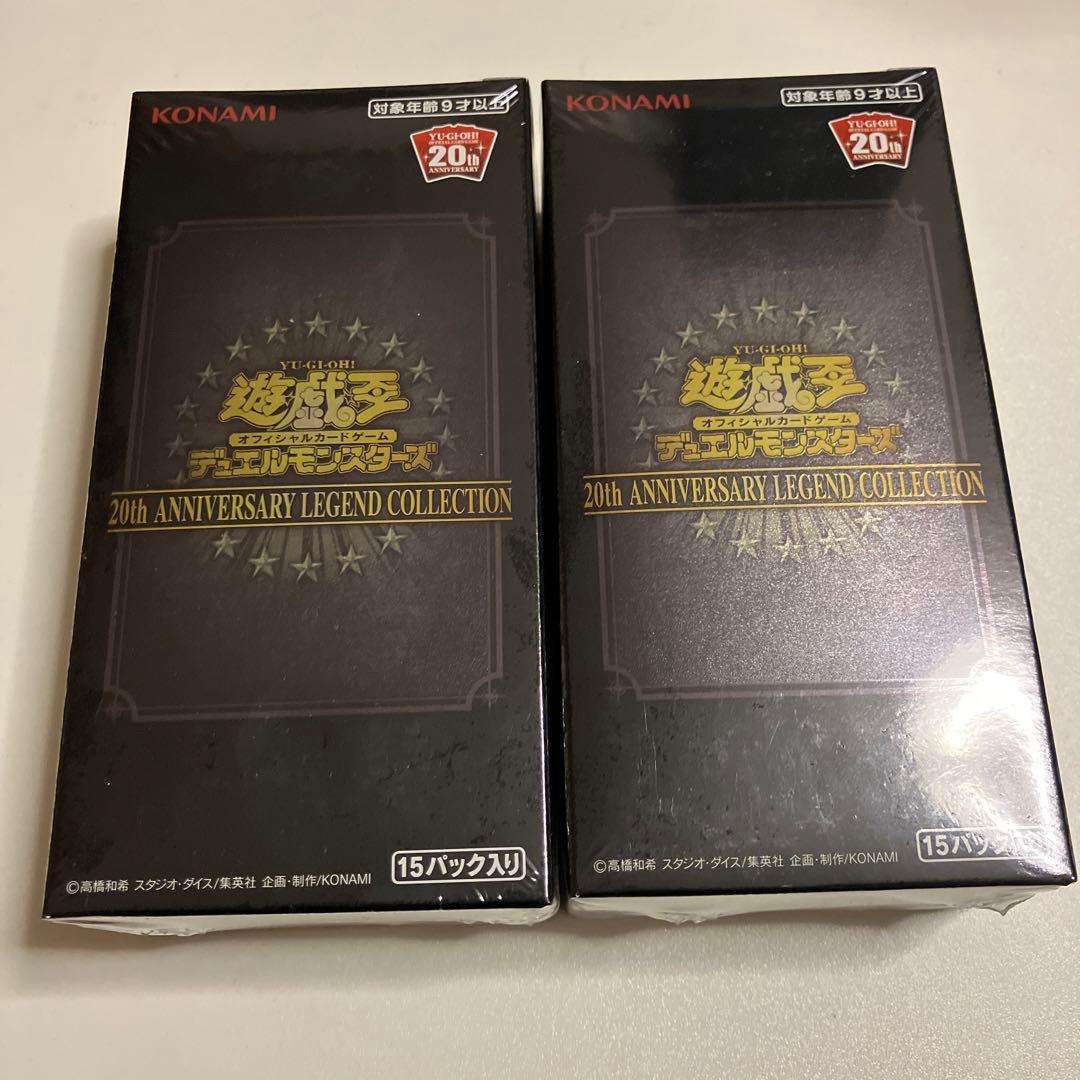 KONAMI
対象年齢9才以上
YU-GI-OH!
OFFICIAL CARD GAME
20th
ANNIVERSARY
YU-GI-OH!
遊戯王
オフィシャルカードゲーム
デュエルモンスターズ
20th ANNIVERSARY LEGEND COLLECTION
15パック入り
©高橋和希 スタジオ・ダイス/集英社 企画・制作/KONAMI
KONAMI
対象年齢9才以上
YU-GI-OH!
OFFICIAL CARD GAME
20th
ANNIVERSARY
YU-GI-OH!
遊戯王
オフィシャルカードゲーム
デュエルモンスターズ
20th ANNIVERSARY LEGEND COLLECTION
15パック
©高橋和希 スタジオ・ダイス/集英社 企画・制作/KONAMI